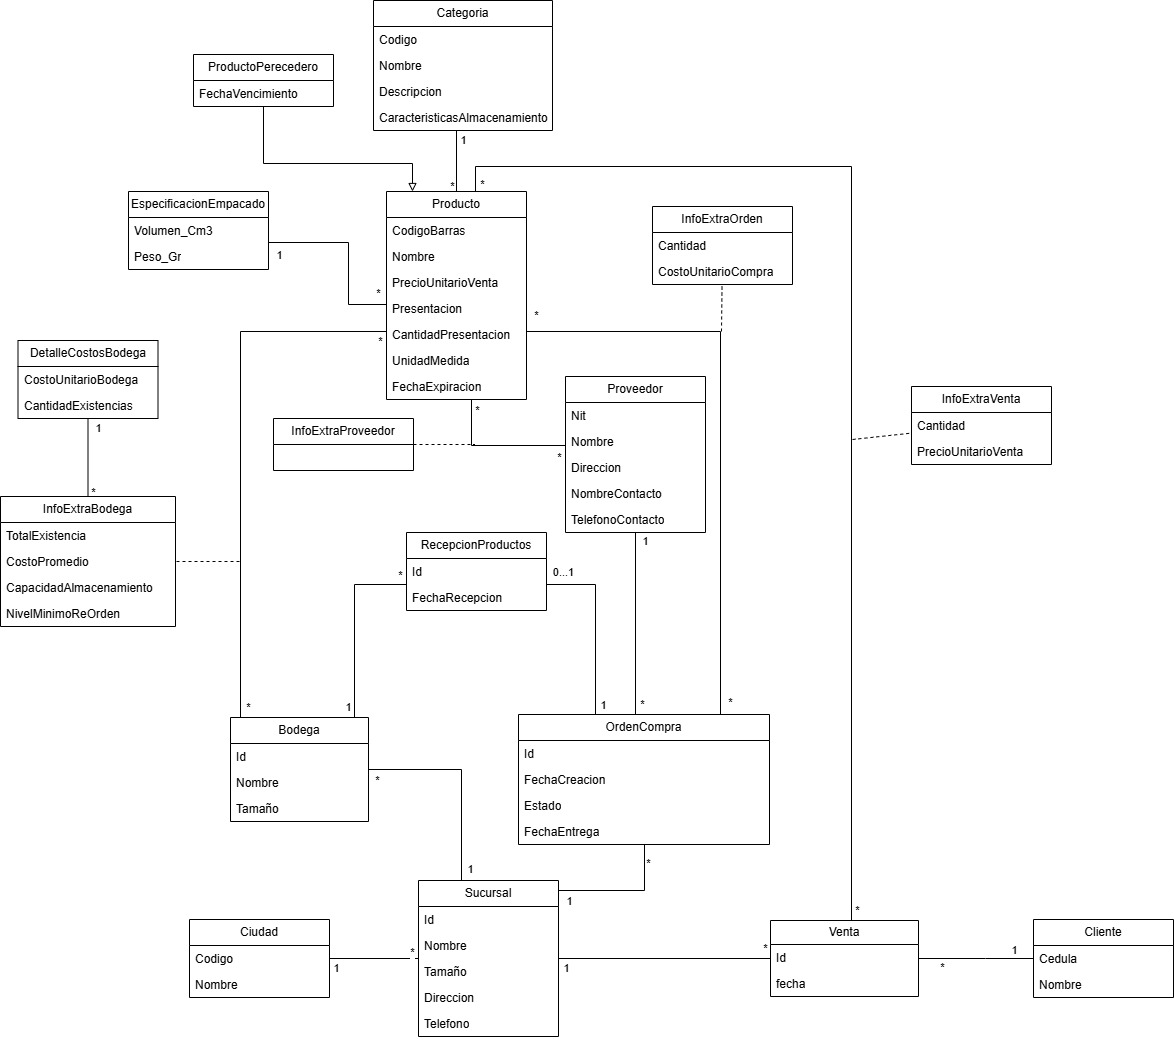 Categoria
Codigo
Nombre
Descripcion
CaracteristicasAlmacenamiento
1
*
ProductoPerecedero
FechaVencimiento
EspecificacionEmpacado
Volumen_Cm3
Peso_Gr
1
*
*
Producto
CodigoBarras
Nombre
PrecioUnitarioVenta
Presentacion
CantidadPresentacion
UnidadMedida
FechaExpiracion
*
*
*
InfoExtraOrden
Cantidad
CostoUnitarioCompra
DetalleCostosBodega
CostoUnitarioBodega
CantidadExistencias
1
*
InfoExtraProveedor
Proveedor
Nit
Nombre
Direccion
NombreContacto
TelefonoContacto
*
1
InfoExtraVenta
Cantidad
PrecioUnitarioVenta
InfoExtraBodega
TotalExistencia
CostoPromedio
CapacidadAlmacenamiento
NivelMinimoReOrden
RecepcionProductos
Id
FechaRecepcion
*
0...1
*
1
1
*
*
Bodega
Id
Nombre
Tamaño
*
OrdenCompra
Id
FechaCreacion
Estado
FechaEntrega
*
1
1
Sucursal
Id
Nombre
Tamaño
Direccion
Telefono
Ciudad
Codigo
Nombre
1
*
1
*
*
Venta
Id
fecha
*
1
Cliente
Cedula
Nombre